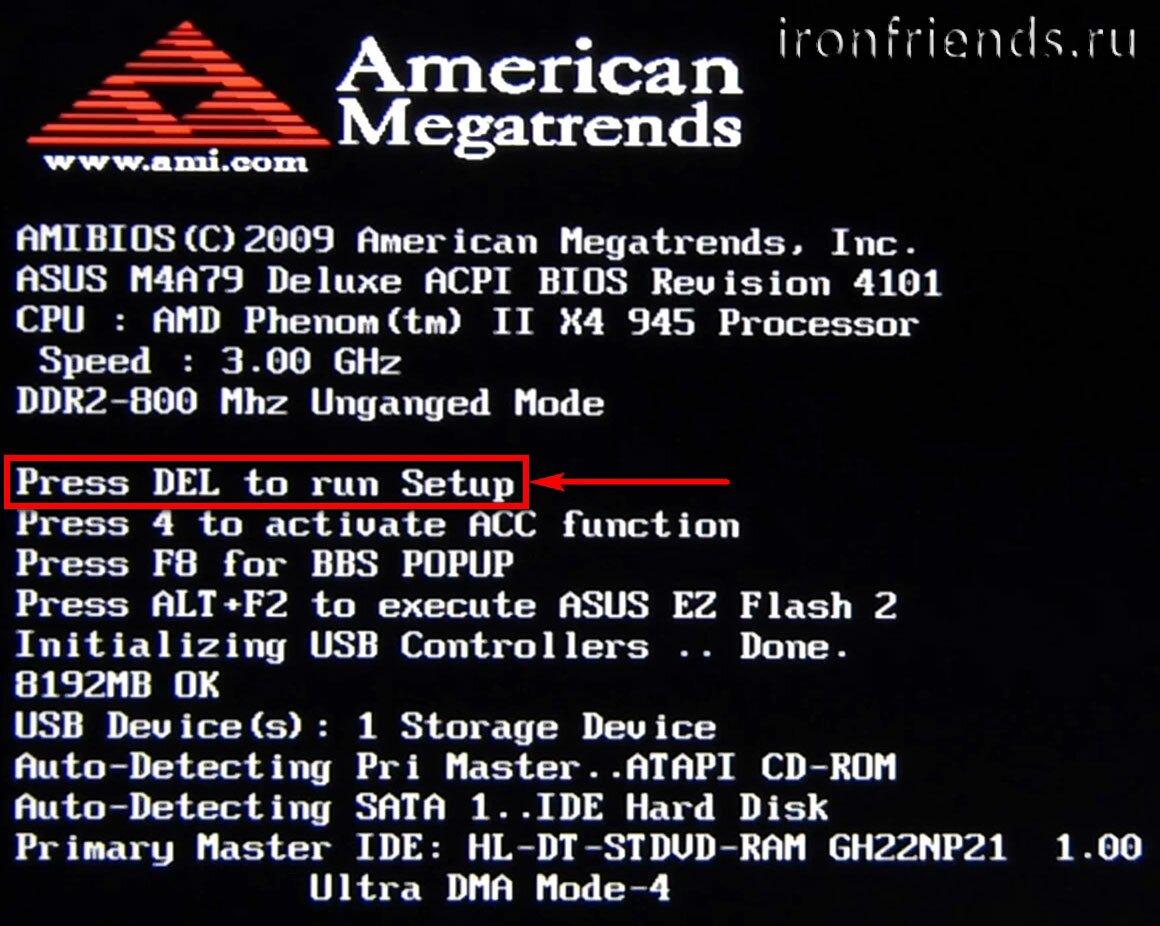 ironfriends.ru
American
Megatrends
www.ami.com
AMIBIOS(C)2009 American Megatrends, Inc.
ASUS M4A79 Deluxe ACPI BIOS Revision 4101
CPU : AMD Phenom(tm) II X4 945 Processor
Speed : 3.00 GHz
DDR2-800 Mhz Unganged Mode
Press DEL to run Setup
Press 4 to activate ACC function
Press F8 for BBS POPUP
Press ALT+F2 to execute ASUS EZ Flash 2
Initializing USB Controllers .. Done.
8192MB OK
USB Device(s): 1 Storage Device
Auto-Detecting Pri Master..ATAPI CD-ROM
Auto-Detecting SATA 1..IDE Hard Disk
Primary Master IDE: HL-DT-STDVD-RAM GH22NP21 1.00
Ultra DMA Mode-4